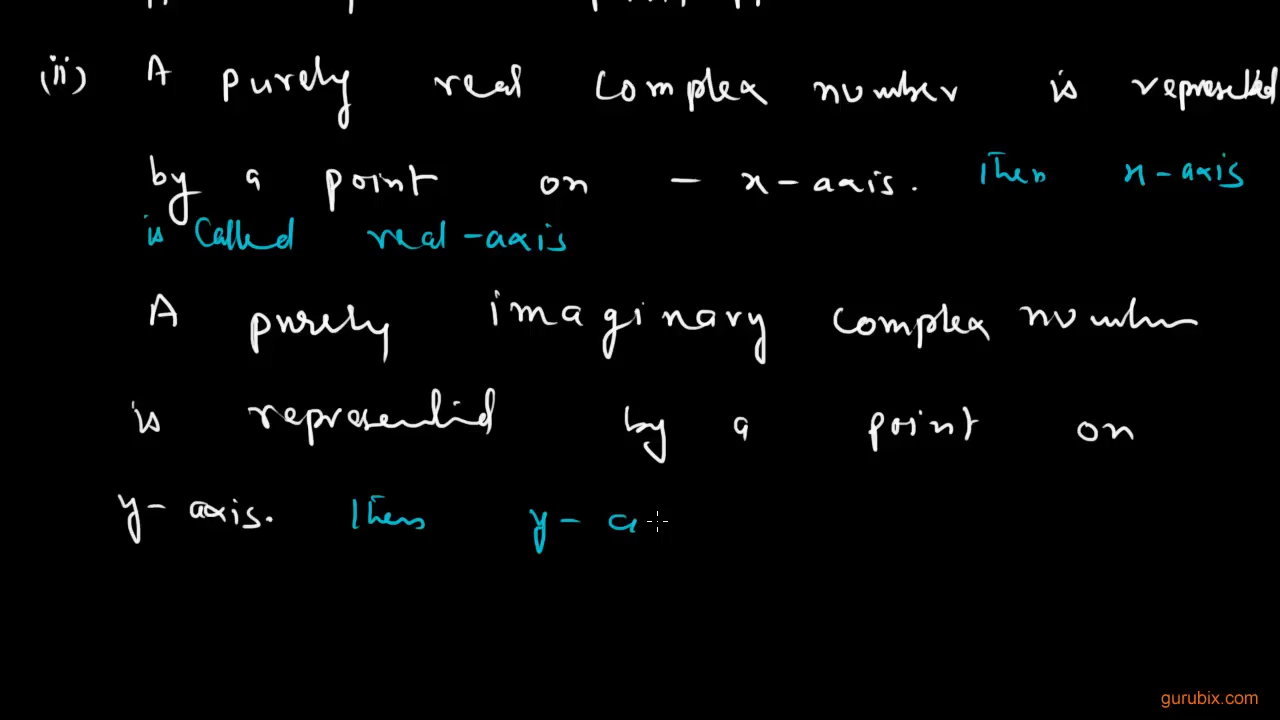 (ii) A purely real complex number is represented
by a point on - x-axis. Then x-axis
is called real-axis
A purely imaginary complex number
is represented by a point on
y-axis. Then y- a
gurubix.com